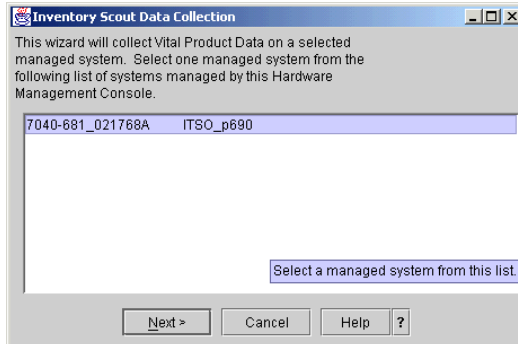 Inventory Scout Data Collection
This wizard will collect Vital Product Data on a selected
managed system. Select one managed system from the
following list of systems managed by this Hardware
Management Console.
7040-681_021768A ITSO_p690
Select a managed system from this list.
Next > Cancel Help ?